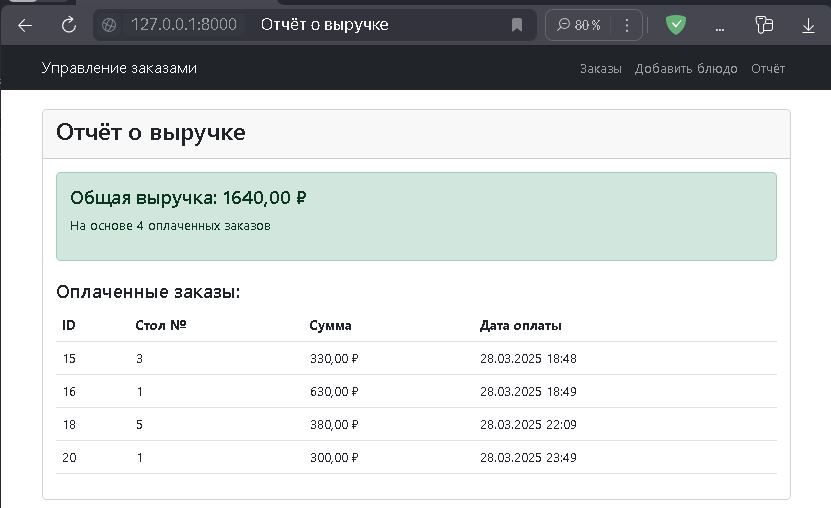 127.0.0.1:8000 Отчёт о выручке 80 % ...
Управление заказами Заказы Добавить блюдо Отчёт
Отчёт о выручке
Общая выручка: 1640,00 ₽
На основе 4 оплаченных заказов
Оплаченные заказы:
ID Стол № Сумма Дата оплаты
15 3 330,00 ₽ 28.03.2025 18:48
16 1 630,00 ₽ 28.03.2025 18:49
18 5 380,00 ₽ 28.03.2025 22:09
20 1 300,00 ₽ 28.03.2025 23:49